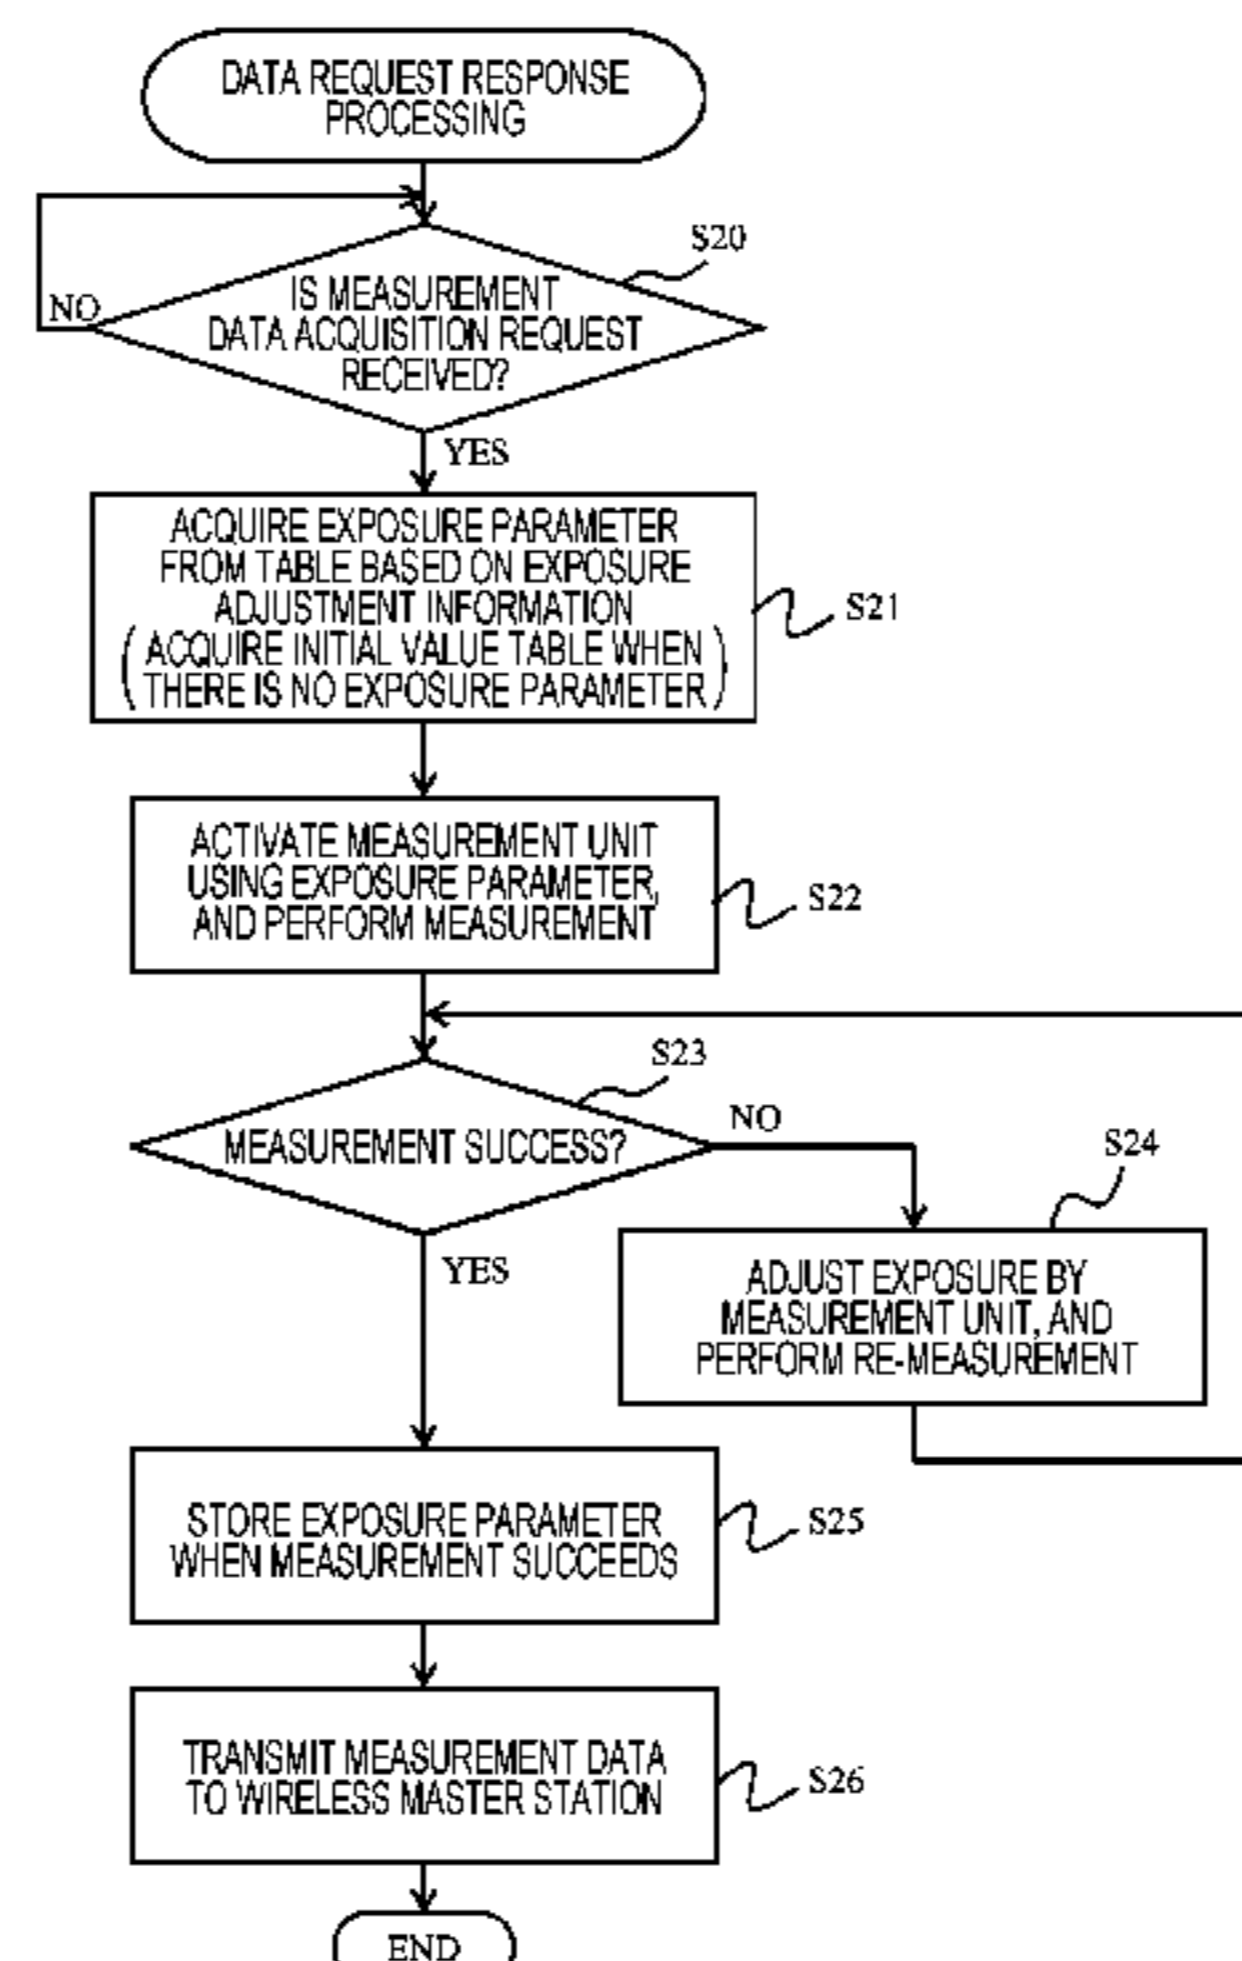 DATA REQUEST RESPONSE
PROCESSING
S20
IS MEASUREMENT
DATA ACQUISITION REQUEST
RECEIVED?
NO
YES
ACQUIRE EXPOSURE PARAMETER
FROM TABLE BASED ON EXPOSURE
ADJUSTMENT INFORMATION
(ACQUIRE INITIAL VALUE TABLE WHEN
THERE IS NO EXPOSURE PARAMETER)
S21
ACTIVATE MEASUREMENT UNIT
USING EXPOSURE PARAMETER,
AND PERFORM MEASUREMENT
S22
S23
MEASUREMENT SUCCESS?
NO
YES
S24
ADJUST EXPOSURE BY
MEASUREMENT UNIT, AND
PERFORM RE-MEASUREMENT
STORE EXPOSURE PARAMETER
WHEN MEASUREMENT SUCCEEDS
S25
TRANSMIT MEASUREMENT DATA
TO WIRELESS MASTER STATION
S26
END